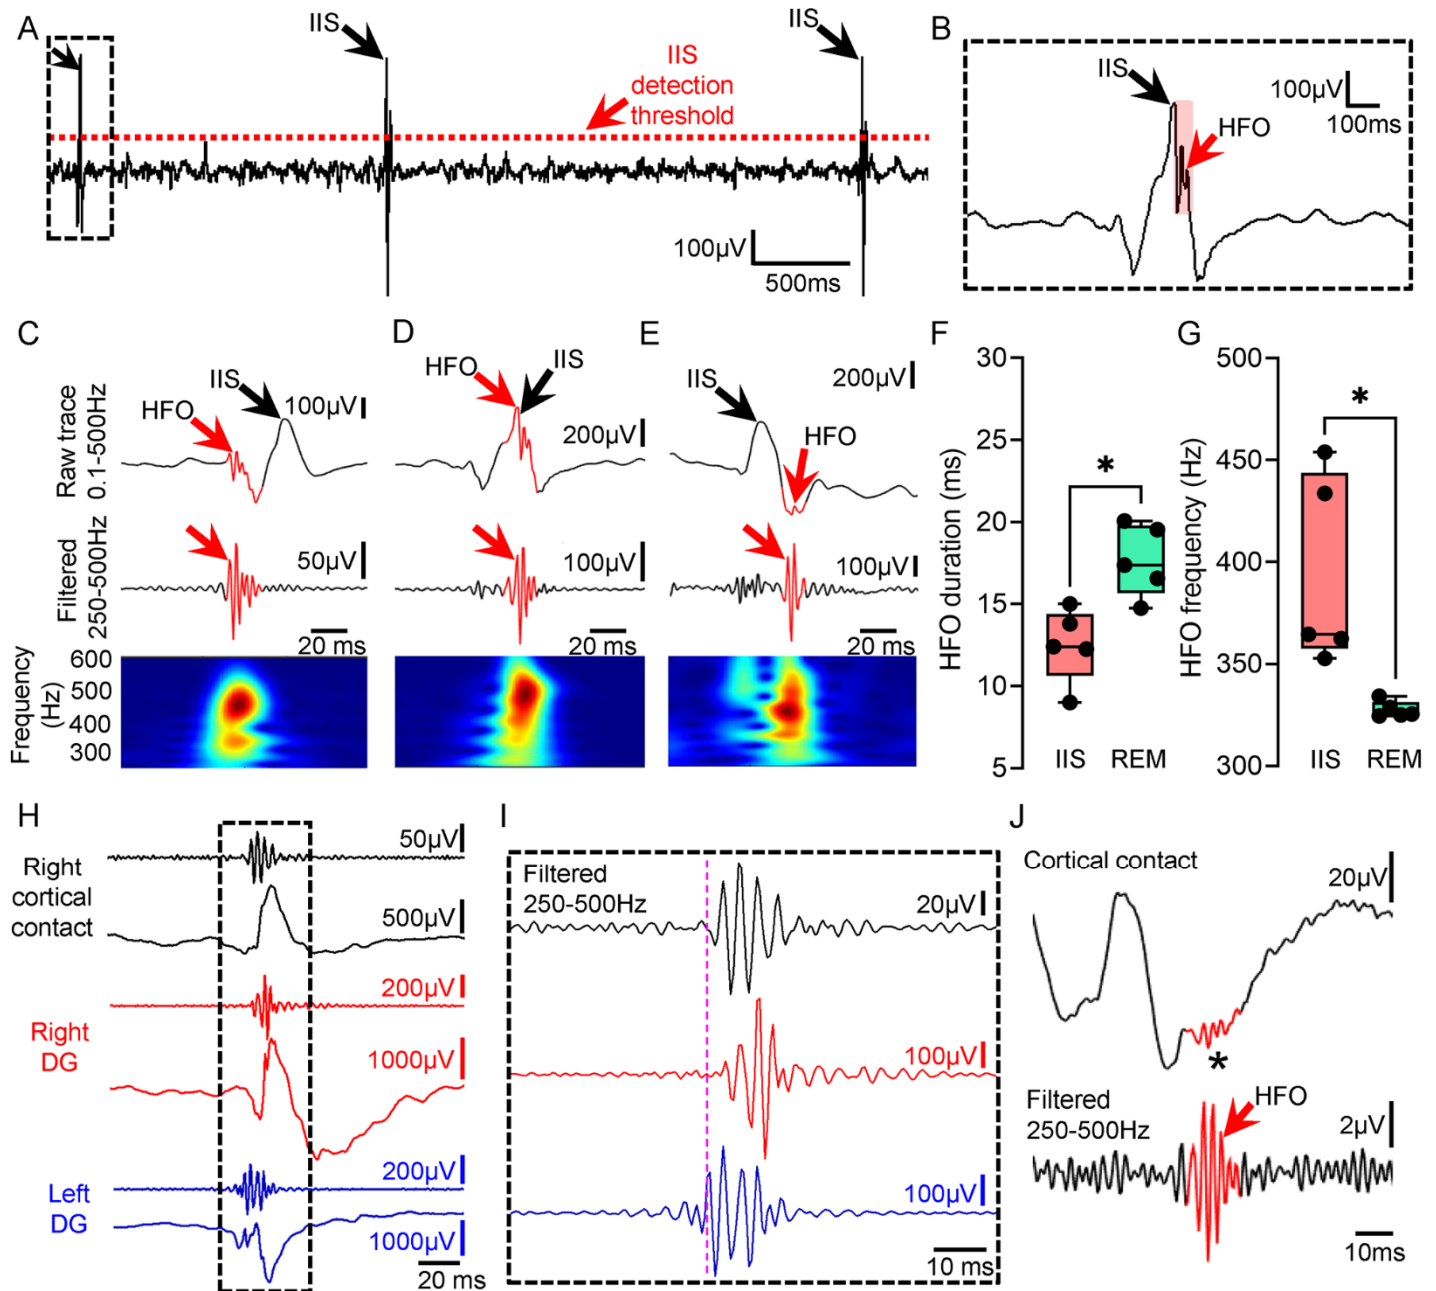 A
IIS
IIS
IIS
detection
threshold
100µV
500ms
B
IIS
HFO
100µV
100ms
C
Raw trace
0.1-500Hz
HFO
IIS
100µV
Filtered
250-500Hz
50µV
20 ms
Frequency
(Hz)
600
500
400
300
D
HFO
IIS
200µV
100µV
20 ms
E
IIS
HFO
200µV
100µV
20 ms
F
HFO duration (ms)
30
25
20
15
10
5
*
IIS
REM
G
HFO frequency (Hz)
500
450
400
350
300
*
IIS
REM
H
Right
cortical
contact
50µV
500µV
Right
DG
200µV
1000µV
Left
DG
200µV
1000µV
20 ms
I
Filtered
250-500Hz
20µV
100µV
100µV
10 ms
J
Cortical contact
20µV
*
Filtered
250-500Hz
HFO
2µV
10ms